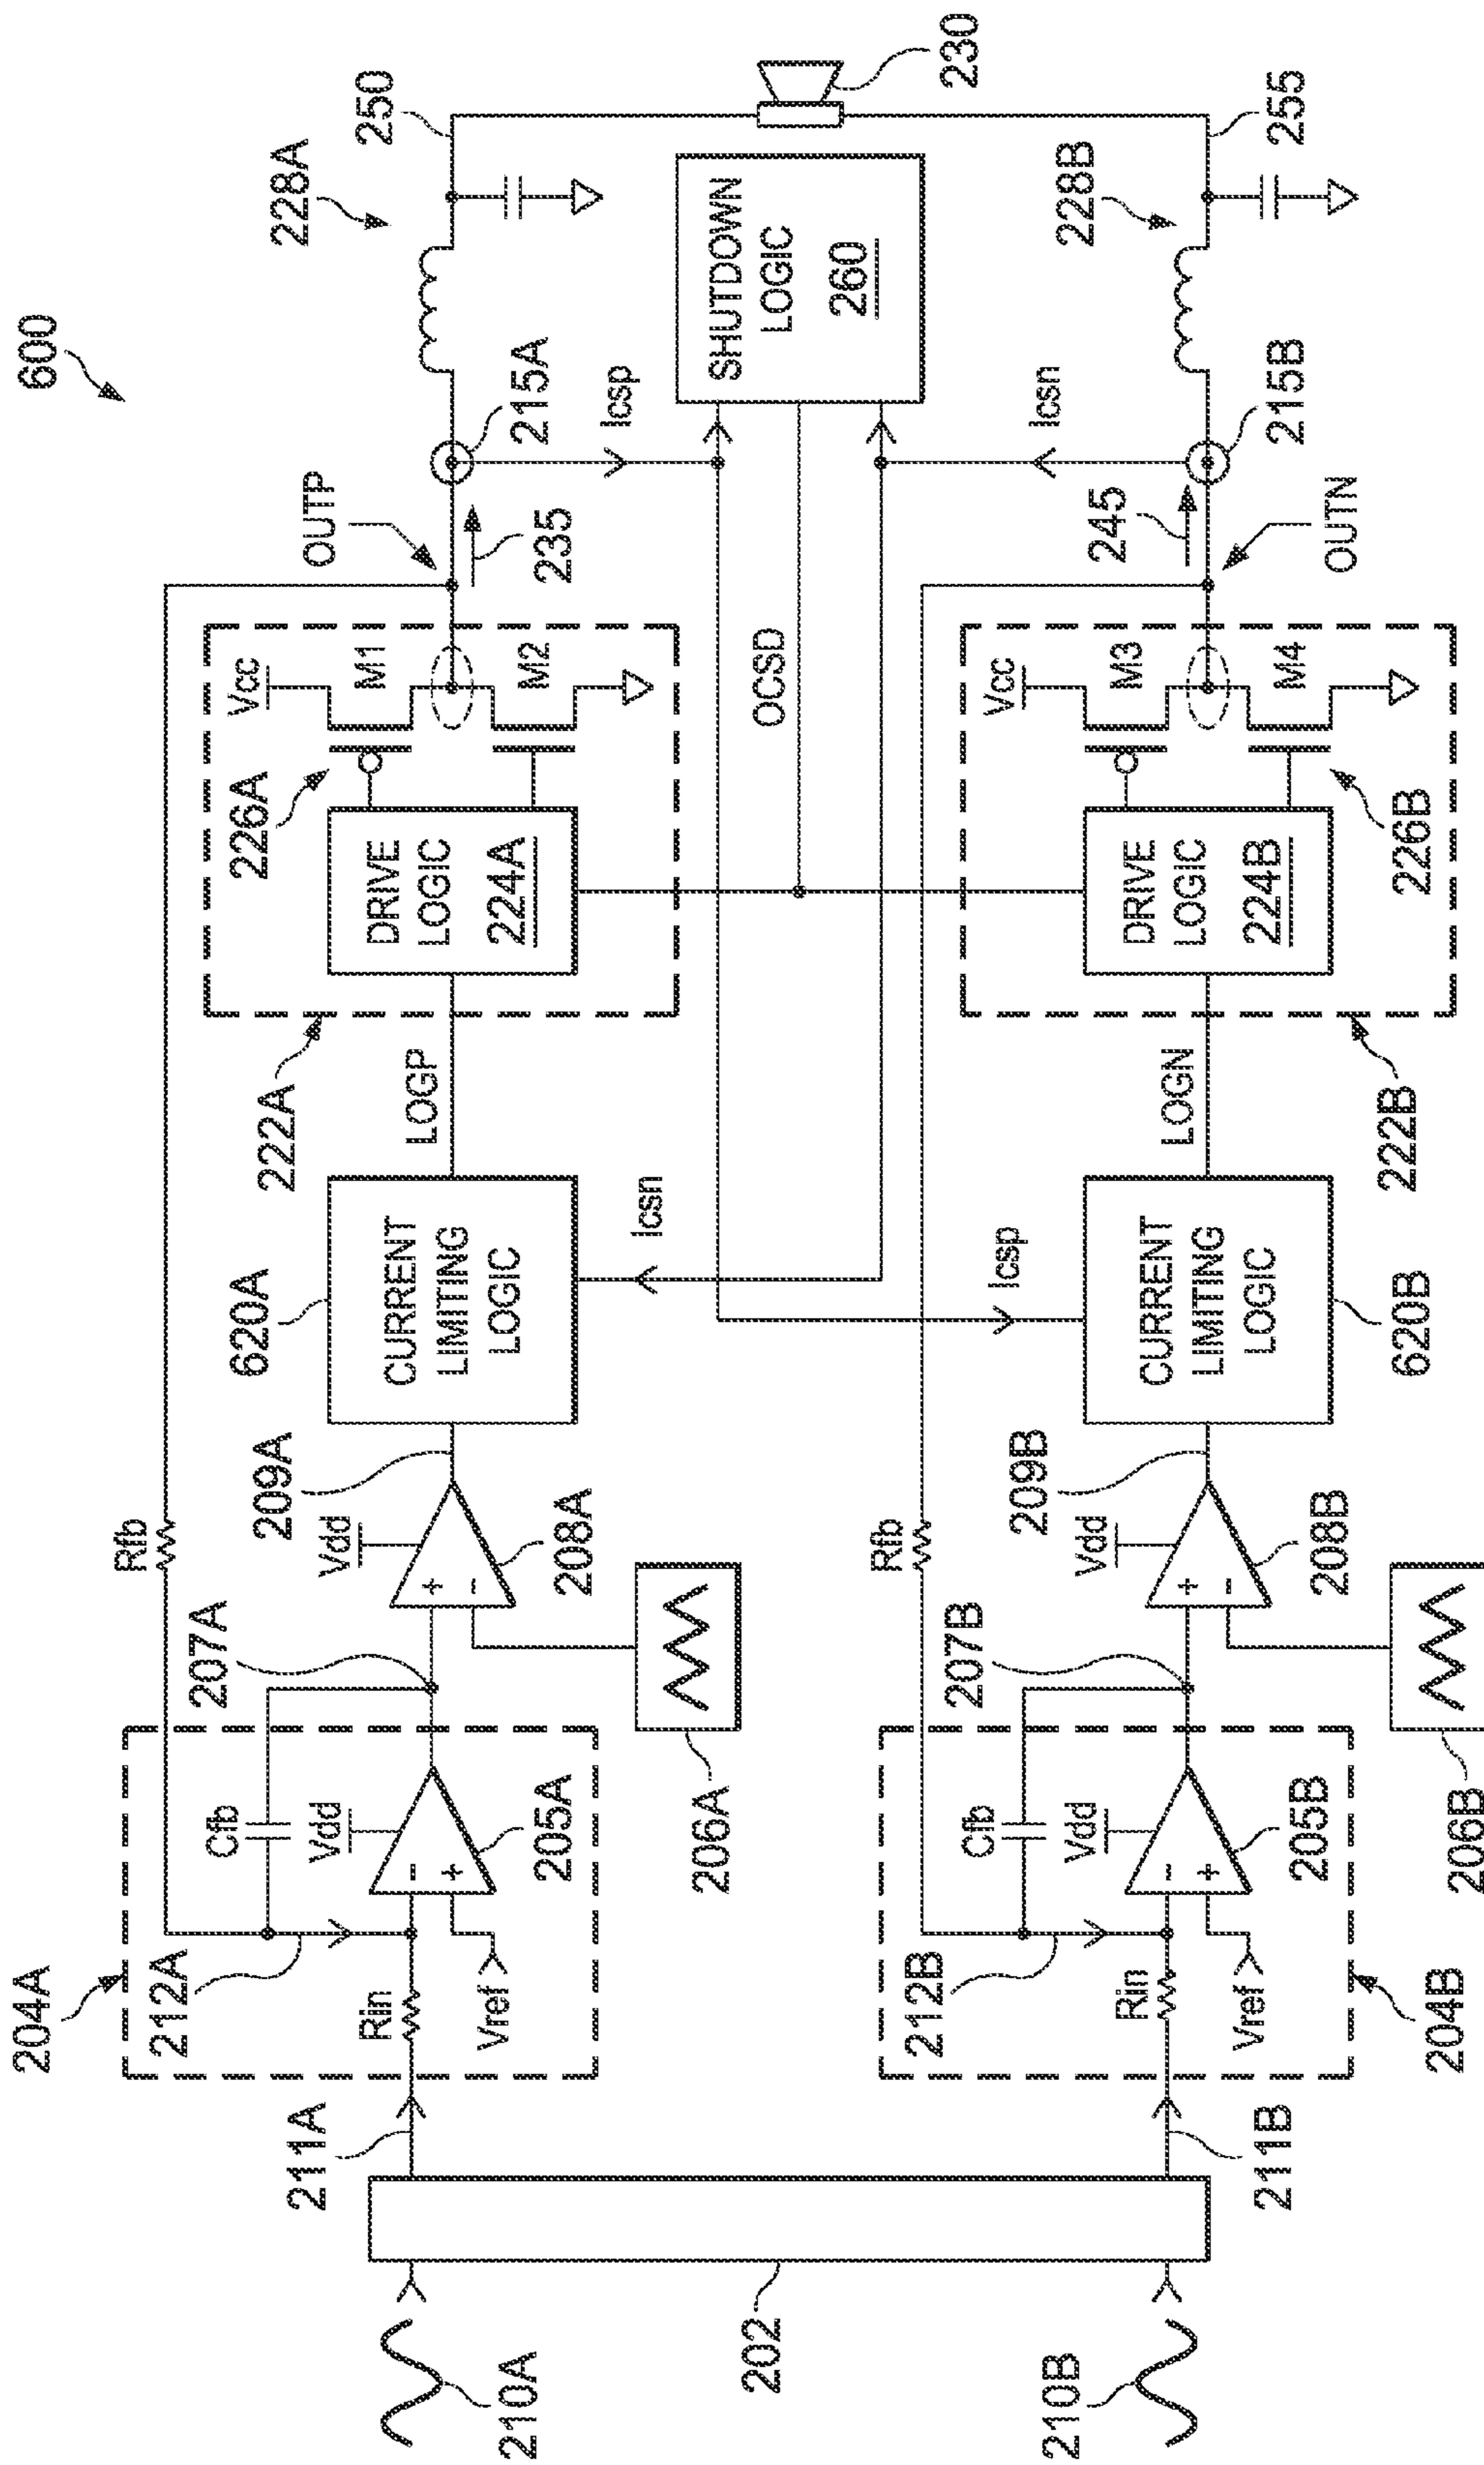 600
204A
212A
Cfb
Vdd
205A
Rin
Vref
-
+
211A
210A
207A
Rfb
206A
Vdd
+
-
208A
209A
620A
CURRENT
LIMITING
LOGIC
Icsn
LOGP
222A
DRIVE
LOGIC
224A
226A
Vcc
M1
M2
OUTP
235
215A
Icsp
228A
250
230
SHUTDOWN
LOGIC
260
OCSD
202
210B
211B
204B
212B
Cfb
Vdd
205B
Rin
Vref
-
+
207B
Rfb
206B
Vdd
+
-
208B
209B
620B
CURRENT
LIMITING
LOGIC
Icsp
LOGN
222B
DRIVE
LOGIC
224B
226B
Vcc
M3
M4
OUTN
245
215B
Icsn
228B
255